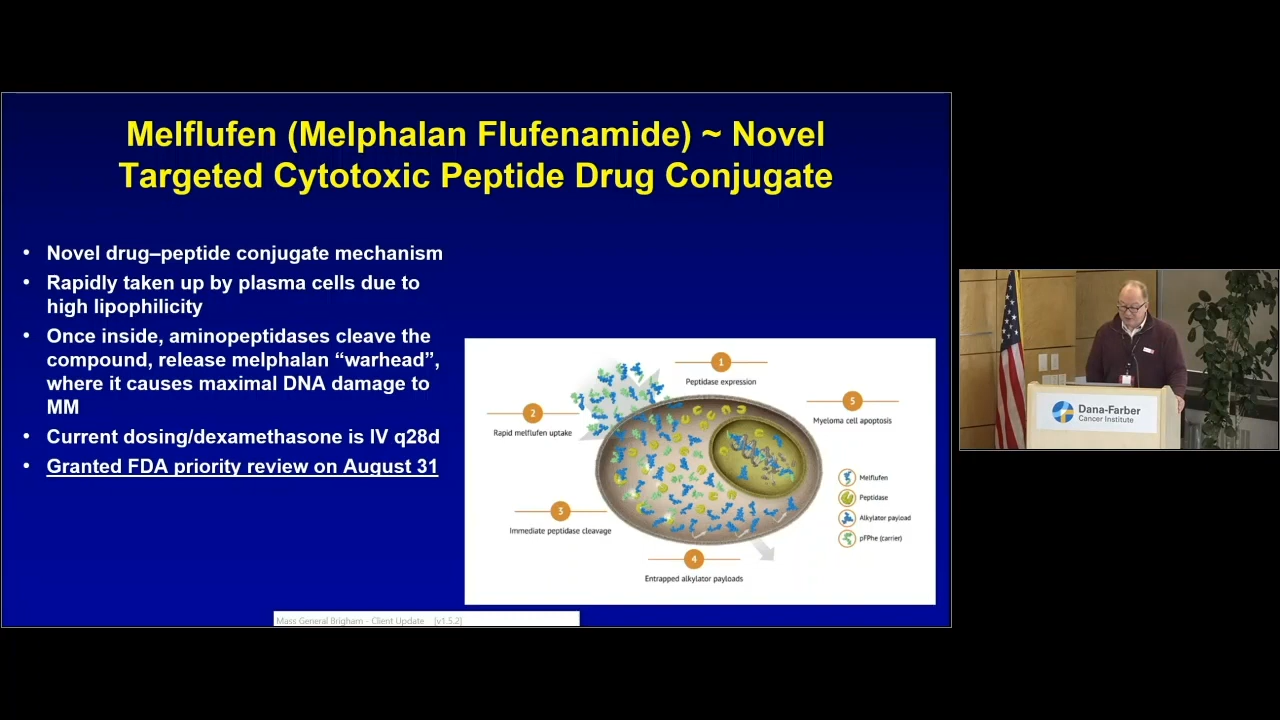 Melflufen (Melphalan Flufenamide) ~ Novel
Targeted Cytotoxic Peptide Drug Conjugate
• Novel drug–peptide conjugate mechanism
• Rapidly taken up by plasma cells due to
high lipophilicity
• Once inside, aminopeptidases cleave the
compound, release melphalan “warhead”,
where it causes maximal DNA damage to
MM
• Current dosing/dexamethasone is IV q28d
• Granted FDA priority review on August 31
1
Peptidase expression
2
Rapid melflufen uptake
5
Myeloma cell apoptosis
3
Immediate peptidase cleavage
4
Entrapped alkylator payloads
Melflufen
Peptidase
Alkylator payload
pFPhe (carrier)
Mass General Brigham - Client Update [v1.5.2]
Dana-Farber
Cancer Institute